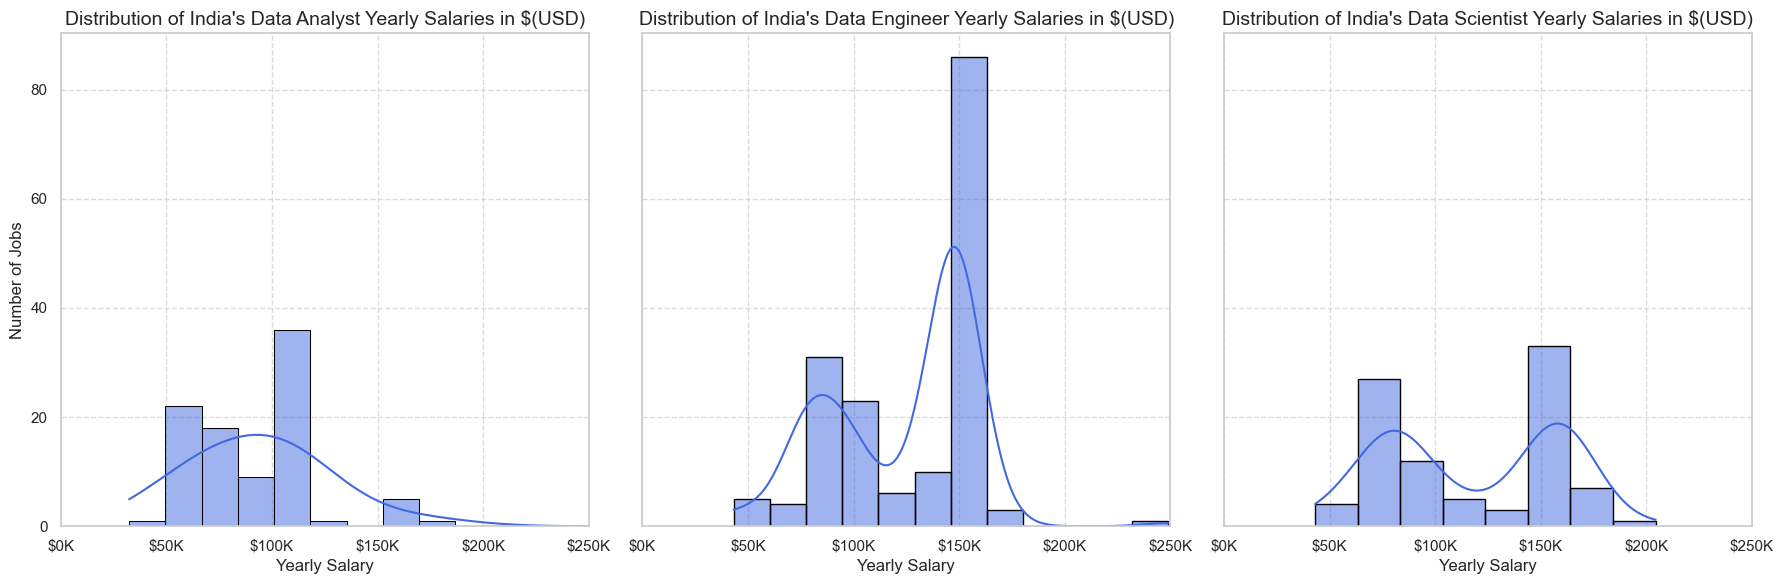 Distribution of India's Data Analyst Yearly Salaries in $(USD)
Distribution of India's Data Engineer Yearly Salaries in $(USD)
Distribution of India's Data Scientist Yearly Salaries in $(USD)
Number of Jobs
80
60
40
20
0
$0K $50K $100K $150K $200K $250K
Yearly Salary
$0K $50K $100K $150K $200K $250K
Yearly Salary
$0K $50K $100K $150K $200K $250K
Yearly Salary